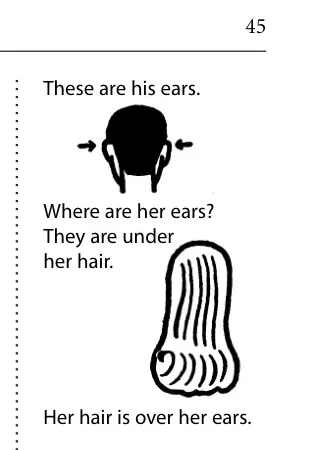 45
These are his ears.
Where are her ears?
They are under
her hair.
Her hair is over her ears.